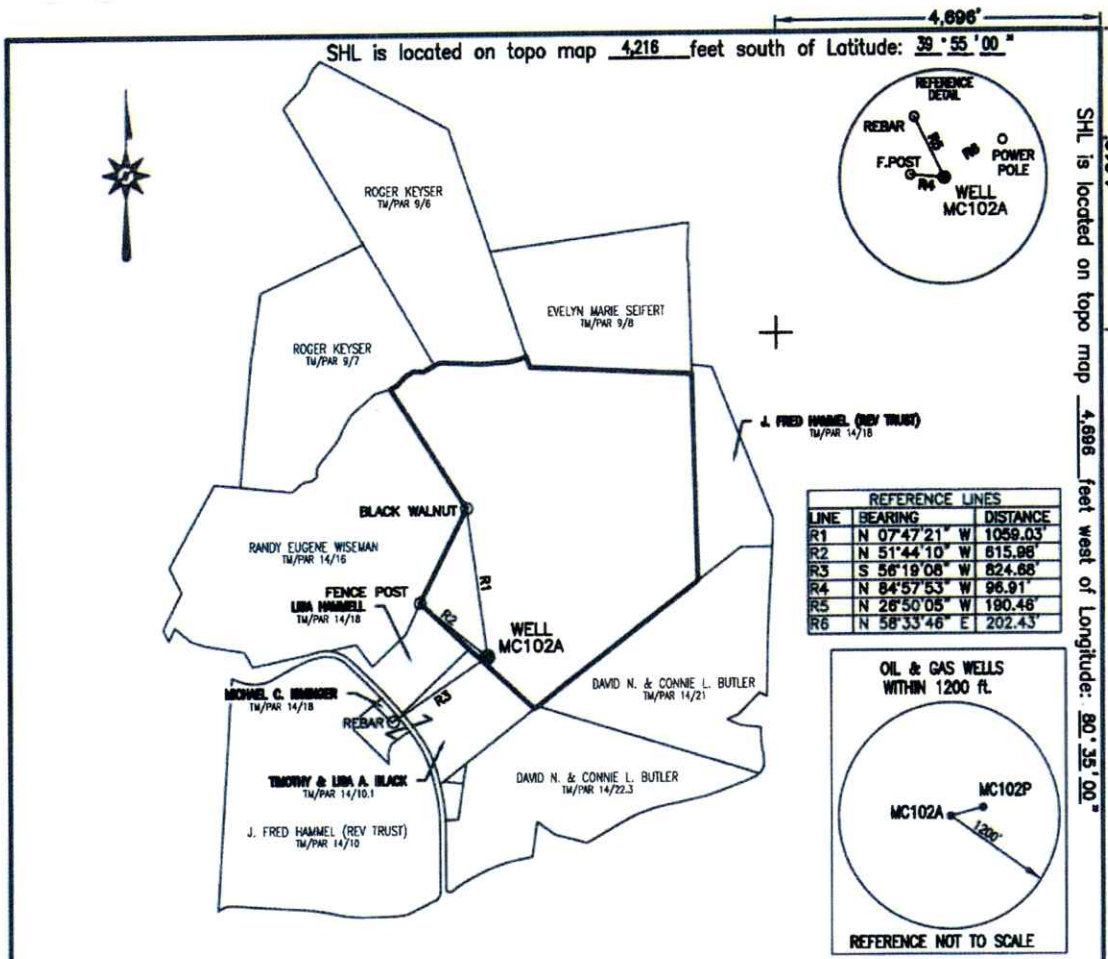 4,696'
SHL is located on topo map 4,216 feet south of Latitude: 39°55'00"
SHL is located on topo map 4,696 feet west of Longitude: 80°35'00"
REFERENCE
DETAIL
REBAR
R5
R6
F.POST
R4
POWER
POLE
WELL
MC102A
ROGER KEYSER
TM/PAR 9/6
EVELYN MARIE SEIFERT
TM/PAR 9/8
ROGER KEYSER
TM/PAR 9/7
J. FRED HAMMEL (REV TRUST)
TM/PAR 14/18
BLACK WALNUT
RANDY EUGENE WISEMAN
TM/PAR 14/16
R1
FENCE POST
LISA HAMMELL
TM/PAR 14/18
R2
WELL
MC102A
R3
MICHAEL C.
TM/PAR 14/18
REBAR
DAVID N. & CONNIE L. BUTLER
TM/PAR 14/21
TIMOTHY & LISA A. BLACK
TM/PAR 14/10.1
DAVID N. & CONNIE L. BUTLER
TM/PAR 14/22.3
J. FRED HAMMEL (REV TRUST)
TM/PAR 14/10
REFERENCE LINES
LINE BEARING DISTANCE
R1 N 07°47'21" W 1059.03'
R2 N 51°44'10" W 615.98'
R3 S 56°19'08" W 824.68'
R4 N 84°57'53" W 96.91'
R5 N 26°50'05" W 190.46'
R6 N 58°33'46" E 202.43'
OIL & GAS WELLS
WITHIN 1200 ft.
MC102P
MC102A
1200'
REFERENCE NOT TO SCALE